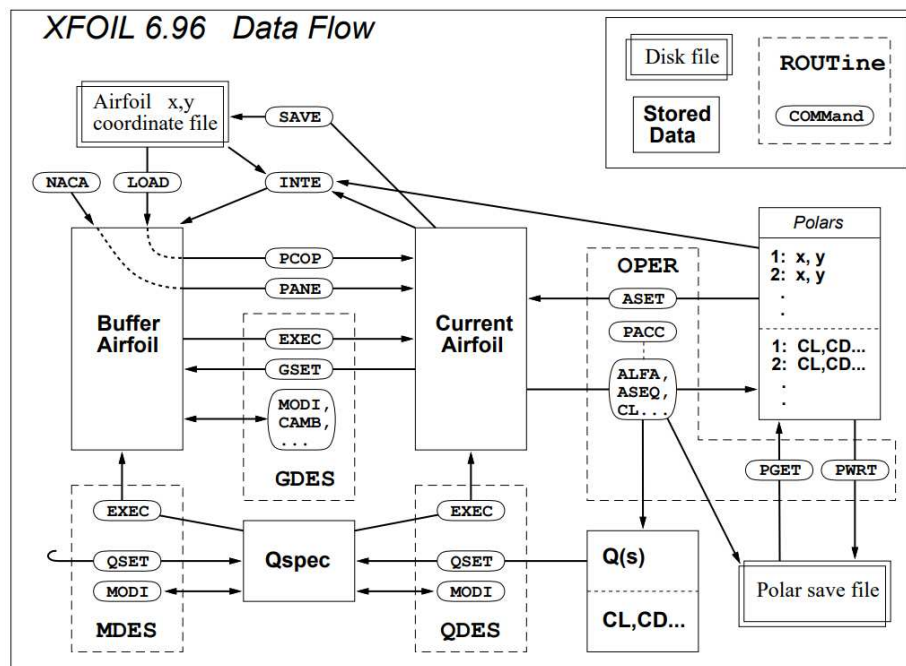 XFOIL 6.96 Data Flow
Disk file
ROUTine
Stored
Data
COMMand
Airfoil x,y
coordinate file
SAVE
NACA
LOAD
INTE
Polars
1: x, y
2: x, y
.
.
1: CL,CD...
2: CL,CD...
.
.
PCOP
PANE
OPER
ASET
PACC
Buffer
Airfoil
EXEC
GSET
Current
Airfoil
ALFA,
ASEQ,
CL...
MODI,
CAMB,
...
GDES
PGET
PWRT
EXEC
EXEC
QSET
Qspec
QSET
Q(s)
MODI
MODI
CL,CD...
Polar save file
MDES
QDES